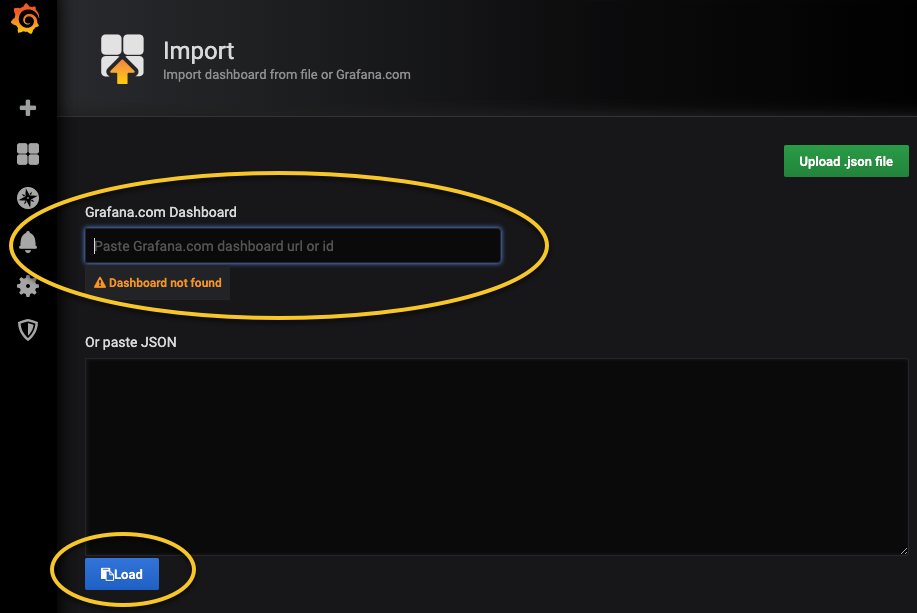 Import
Import dashboard from file or Grafana.com
Upload .json file
Grafana.com Dashboard
Paste Grafana.com dashboard url or id
Dashboard not found
Or paste JSON
Load